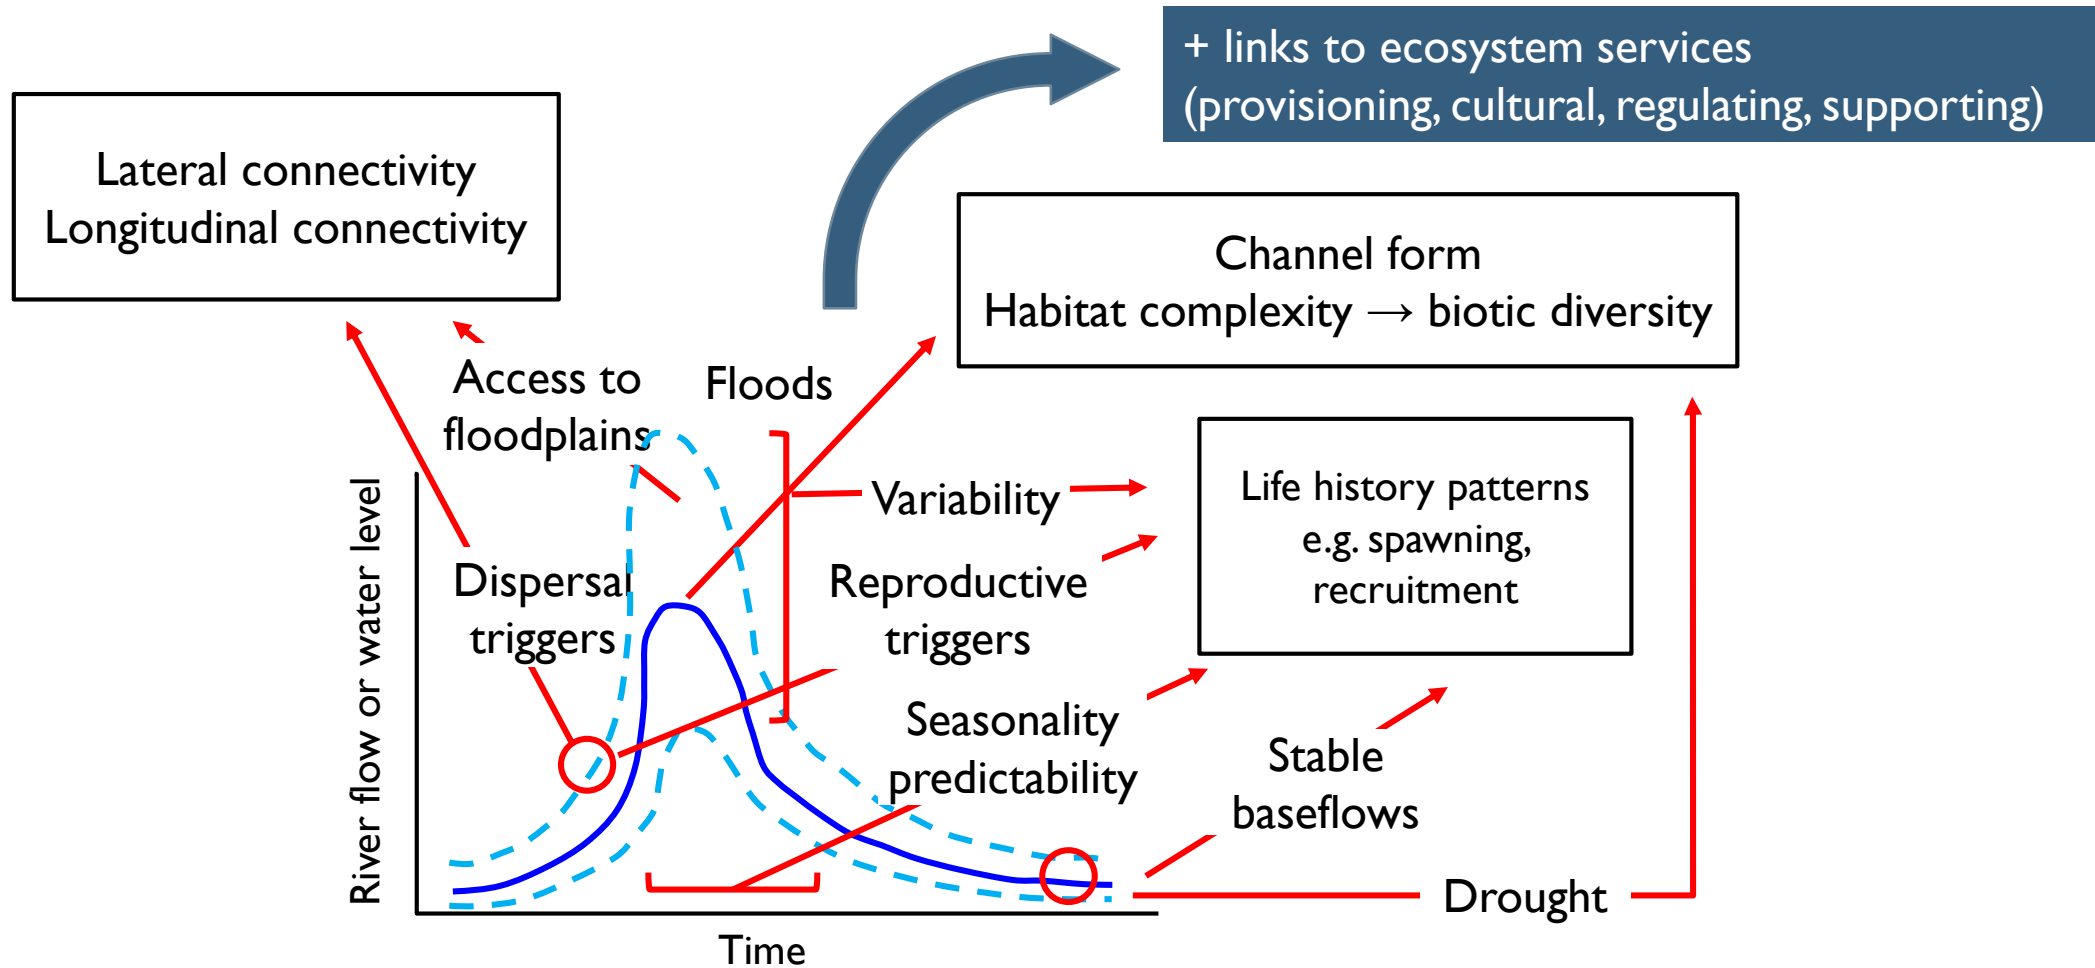 + links to ecosystem services
(provisioning, cultural, regulating, supporting)
Lateral connectivity
Longitudinal connectivity
Channel form
Habitat complexity → biotic diversity
Access to
floodplains
Floods
Variability
Life history patterns
e.g. spawning,
recruitment
Dispersal
triggers
Reproductive
triggers
Seasonality
predictability
Stable
baseflows
Drought
River flow or water level
Time